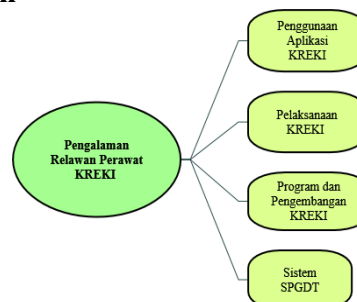 Penggunaan
Aplikasi
KREKI
Pelaksanaan
KREKI
Pengalaman
Relawan Perawat
KREKI
Program dan
Pengembangan
KREKI
Sistem
SPGDT